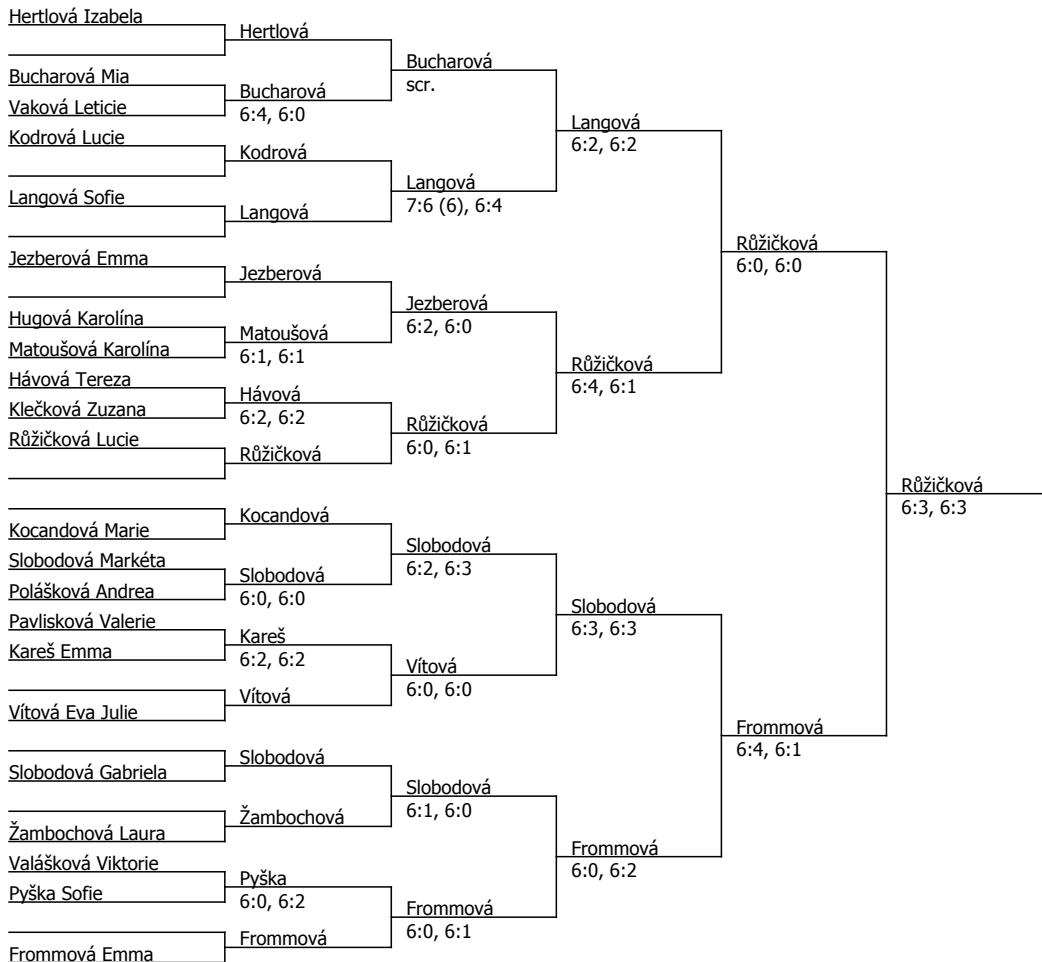 Hertlová Izabela
Bucharová Mia
Vaková Leticie
Kodrová Lucie
Langová Sofie
Jezberová Emma
Hugová Karolína
Matoušová Karolína
Hávová Tereza
Klečková Zuzana
Růžičková Lucie
Kocandová Marie
Slobodová Markéta
Polášková Andrea
Pavlisková Valerie
Kareš Emma
Vítová Eva Julie
Slobodová Gabriela
Žambochová Laura
Valášková Viktorie
Pyška Sofie
Frommová Emma
Hertlová
Bucharová
6:4, 6:0
Kodrová
Langová
Jezberová
Matoušová
6:1, 6:1
Hávová
6:2, 6:2
Růžičková
Kocandová
Slobodová
6:0, 6:0
Kareš
6:2, 6:2
Vítová
Slobodová
Žambochová
Pyška
6:0, 6:2
Frommová
Bucharová
scr.
Langová
7:6 (6), 6:4
Jezberová
6:2, 6:0
Růžičková
6:0, 6:1
Slobodová
6:2, 6:3
Vítová
6:0, 6:0
Slobodová
6:1, 6:0
Frommová
6:0, 6:1
Langová
6:2, 6:2
Růžičková
6:4, 6:1
Slobodová
6:3, 6:3
Frommová
6:0, 6:2
Růžičková
6:0, 6:0
Frommová
6:4, 6:1
Růžičková
6:3, 6:3